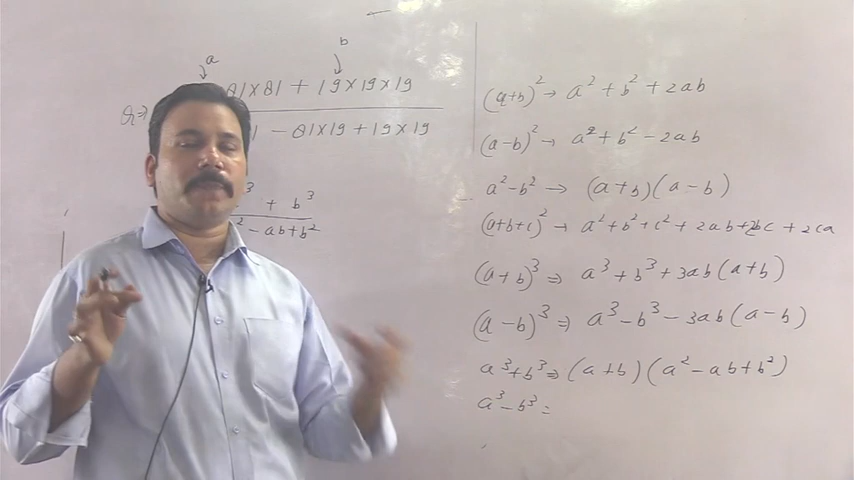 a
b
Q⇒ 81×81 + 19×19×19
1 - 81×19 + 19×19
3 + b³
² - ab+b²
(a+b)² → a² + b² + 2ab
(a-b)² → a² + b² - 2ab
a²-b² → (a+b)(a-b)
(a+b+c)² → a²+b²+c²+2ab+2bc+2ca
(a+b)³ ⇒ a³+b³+3ab(a+b)
(a-b)³ ⇒ a³-b³-3ab(a-b)
a³+b³ ⇒ (a+b)(a²-ab+b²)
a³-b³ =